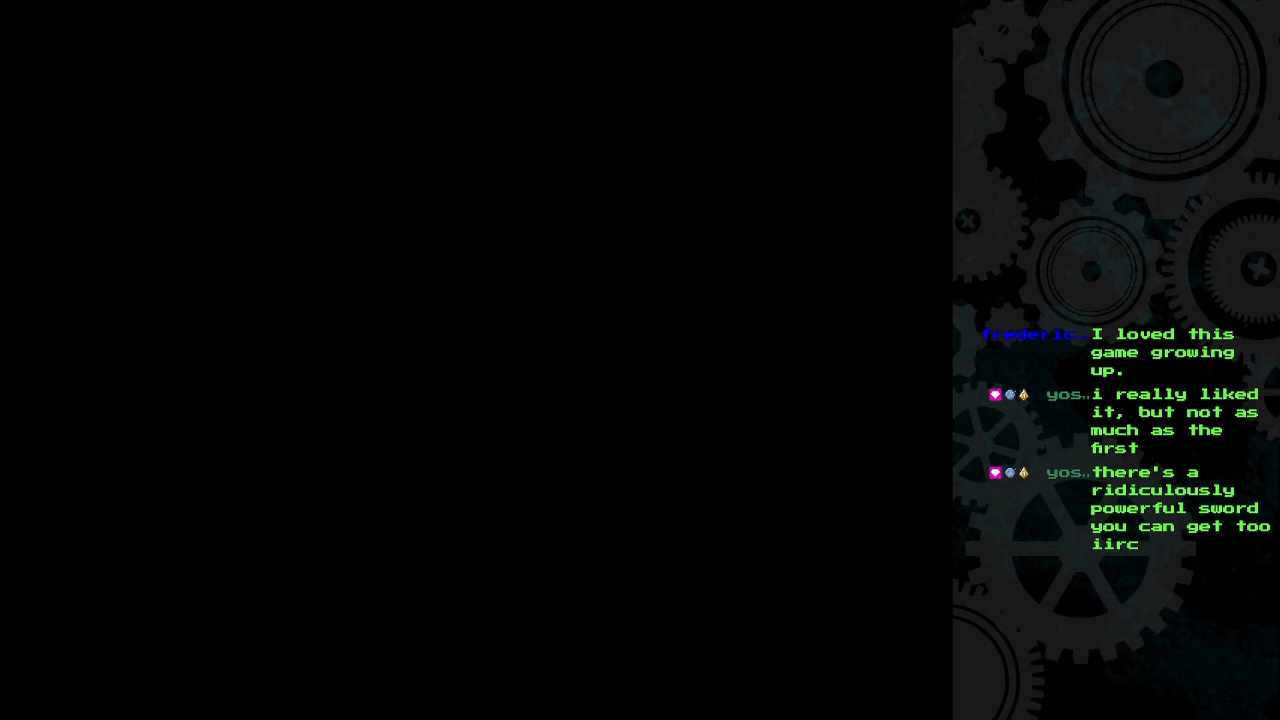 frederic… I loved this
game growing
up.
yos… i really liked
it, but not as
much as the
first
yos… there's a
ridiculously
powerful sword
you can get too
iirc